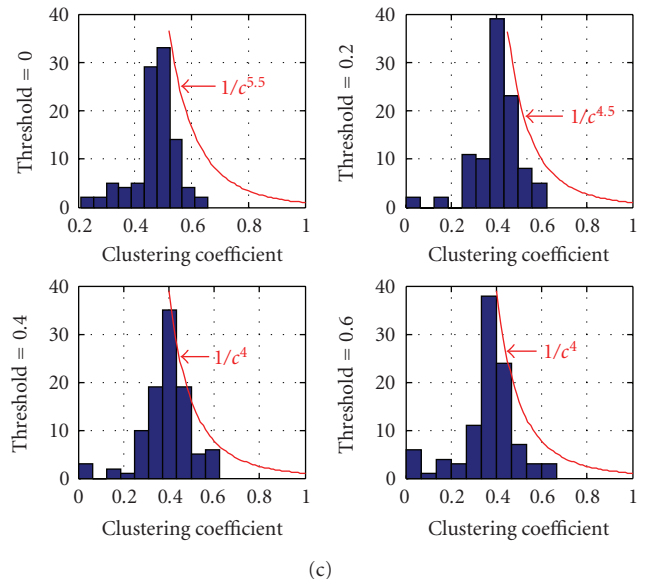 40
30
20
10
0
Threshold = 0
1/c^5.5
0.2 0.4 0.6 0.8 1
Clustering coefficient
40
30
20
10
0
Threshold = 0.2
1/c^4.5
0 0.2 0.4 0.6 0.8 1
Clustering coefficient
40
30
20
10
0
Threshold = 0.4
1/c^4
0 0.2 0.4 0.6 0.8 1
Clustering coefficient
40
30
20
10
0
Threshold = 0.6
1/c^4
0 0.2 0.4 0.6 0.8 1
Clustering coefficient
(c)